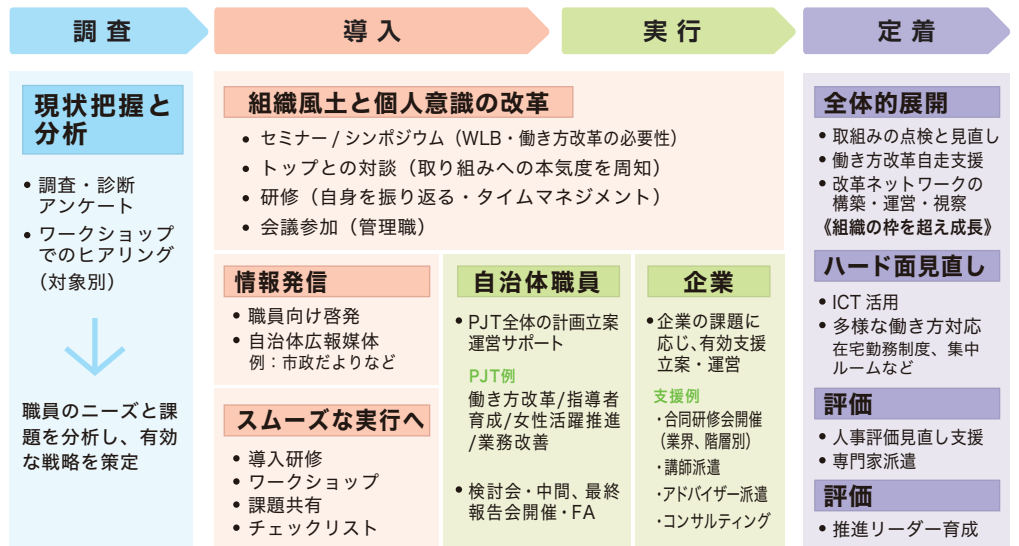 調査
導入
実行
定着
現状把握と
分析
• 調査・診断
アンケート
• ワークショップ
でのヒアリング
（対象別）
職員のニーズと課
題を分析し、有効
な戦略を策定
組織風土と個人意識の改革
• セミナー / シンポジウム（WLB・働き方改革の必要性）
• トップとの対談（取り組みへの本気度を周知）
• 研修（自身を振り返る・タイムマネジメント）
• 会議参加（管理職）
情報発信
• 職員向け啓発
• 自治体広報媒体
例：市政だよりなど
スムーズな実行へ
• 導入研修
• ワークショップ
• 課題共有
• チェックリスト
自治体職員
• PJT全体の計画立案
運営サポート
PJT例
働き方改革/指導者
育成/女性活躍推進
/業務改善
• 検討会・中間、最終
報告会開催・FA
企業
• 企業の課題に
応じ、有効支援
立案・運営
支援例
・合同研修会開催
（業界、階層別）
・講師派遣
・アドバイザー派遣
・コンサルティング
全体的展開
• 取組みの点検と見直し
• 働き方改革自走支援
• 改革ネットワークの
構築・運営・視察
《組織の枠を超え成長》
ハード面見直し
• ICT 活用
• 多様な働き方対応
在宅勤務制度、集中
ルームなど
評価
• 人事評価見直し支援
• 専門家派遣
評価
• 推進リーダー育成